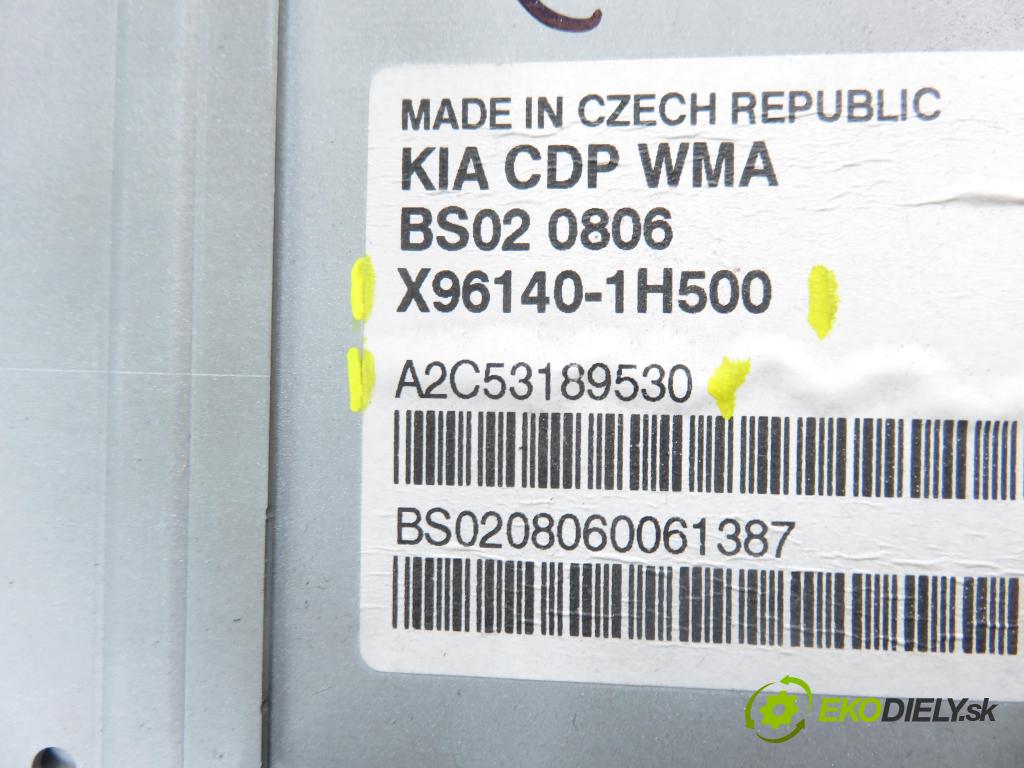 MADE IN CZECH REPUBLIC
KIA CDP WMA
BS02 0806
X96140-1H500
A2C53189530
BS0208060061387
EKODIELY.sk